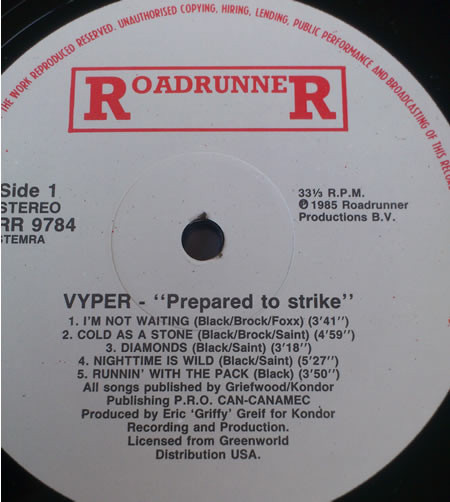 THE WORK REPRODUCED RESERVED. UNAUTHORISED COPYING, HIRING, LENDING, PUBLIC PERFORMANCE AND BROADCASTING OF THIS RECORD
ROADRUNNER
Side 1
STEREO
RR 9784
STEMRA
33⅓ R.P.M.
℗ 1985 Roadrunner
Productions B.V.
VYPER - "Prepared to strike"
1. I'M NOT WAITING (Black/Brock/Foxx) (3'41")
2. COLD AS A STONE (Black/Brock/Saint) (4'59")
3. DIAMONDS (Black/Saint) (3'18")
4. NIGHTTIME IS WILD (Black/Saint) (5'27")
5. RUNNIN' WITH THE PACK (Black) (3'50")
All songs published by Griefwood/Kondor
Publishing P.R.O. CAN-CANAMEC
Produced by Eric 'Griffy' Greif for Kondor
Recording and Production.
Licensed from Greenworld
Distribution USA.